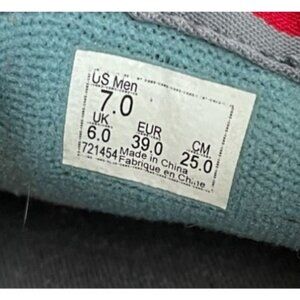 US Men
7.0
UK EUR CM
6.0 39.0 25.0
721454 Made in China
Fabriqué en Chine